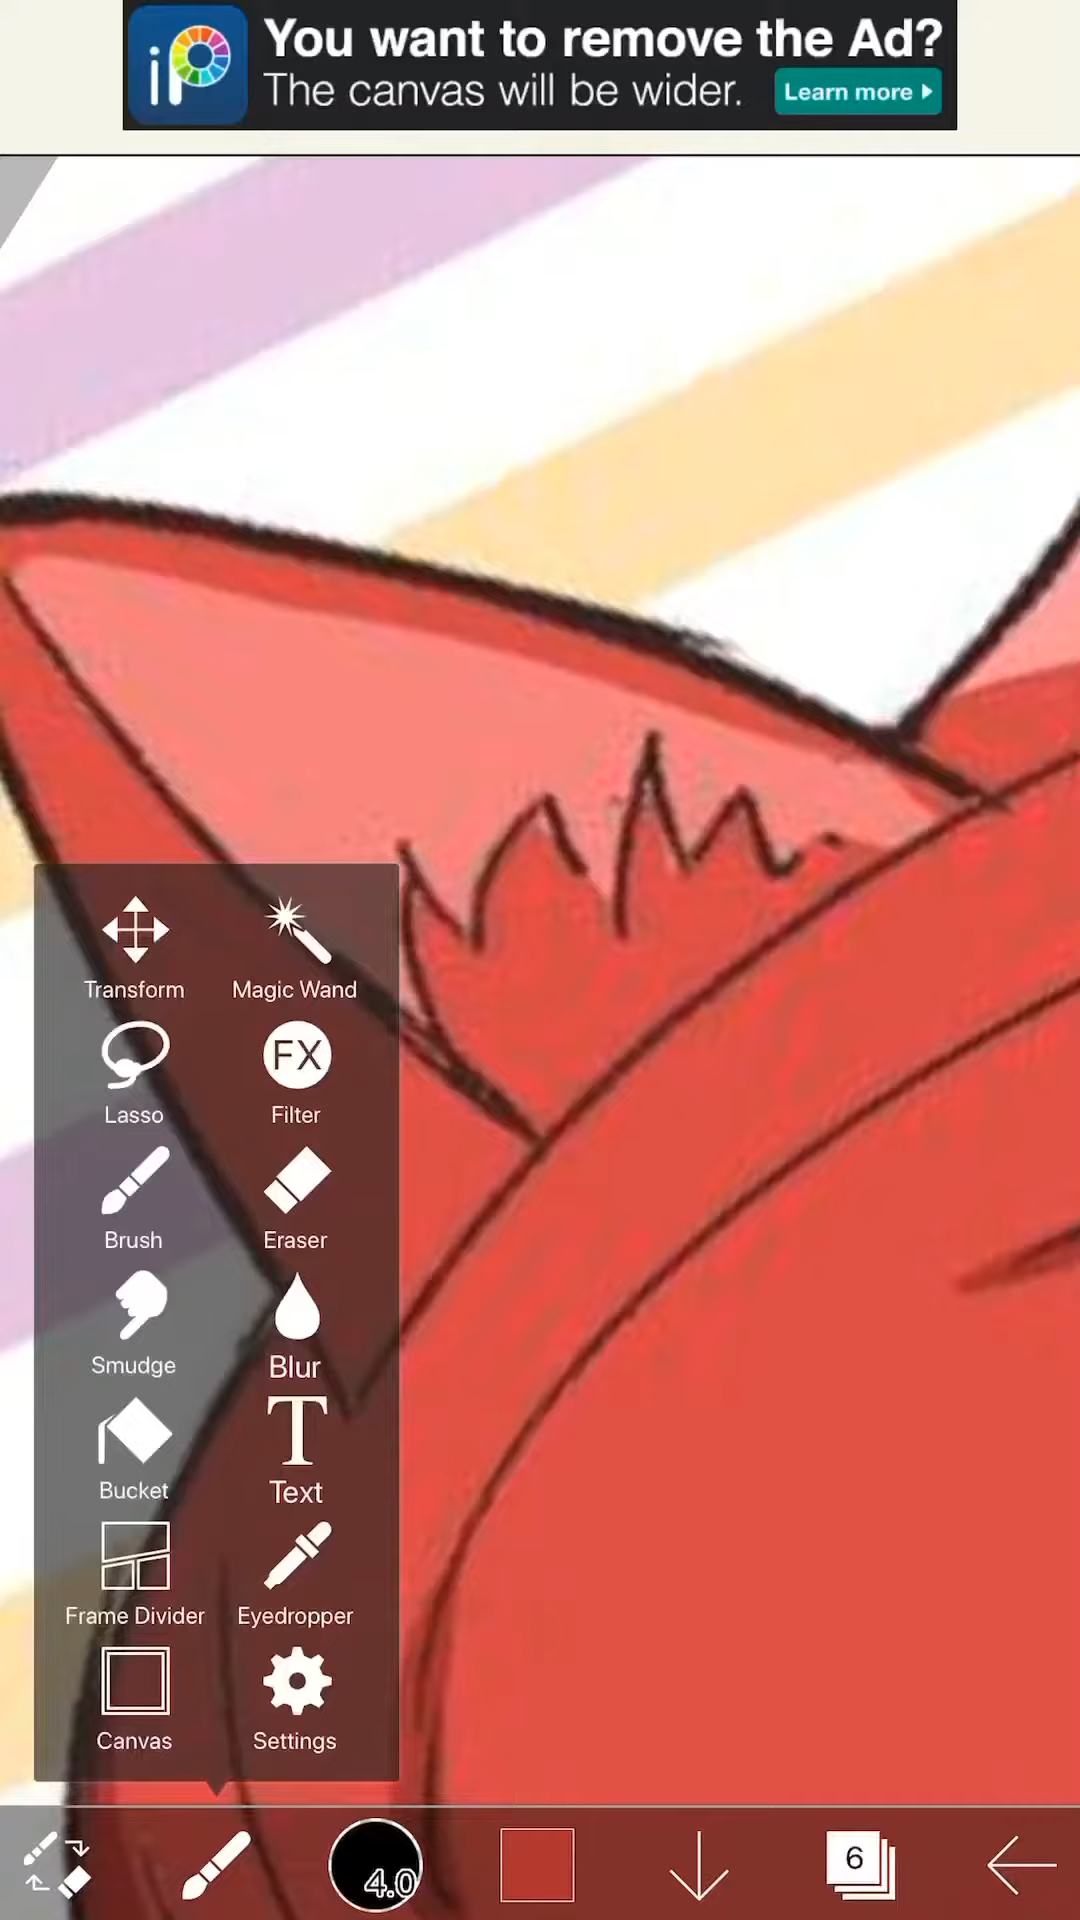 iP
You want to remove the Ad?
The canvas will be wider.
Learn more
Transform
Magic Wand
Lasso
FX
Filter
Brush
Eraser
Smudge
Blur
Bucket
T
Text
Frame Divider
Eyedropper
Canvas
Settings
4.0
6